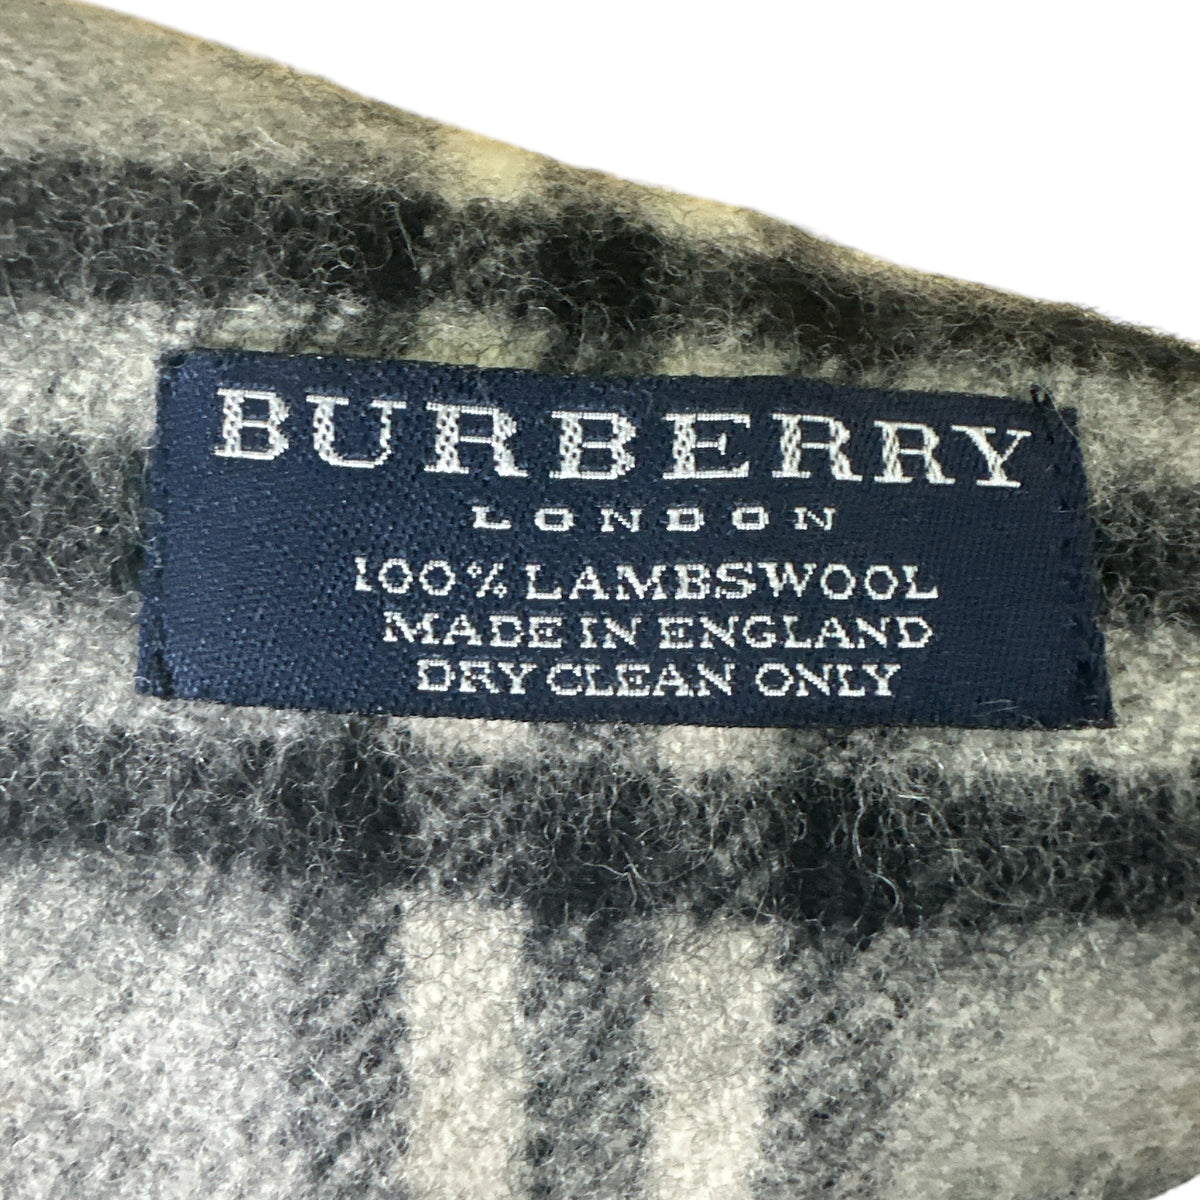 BURBERRY
LONDON
100% LAMBSWOOL
MADE IN ENGLAND
DRY CLEAN ONLY